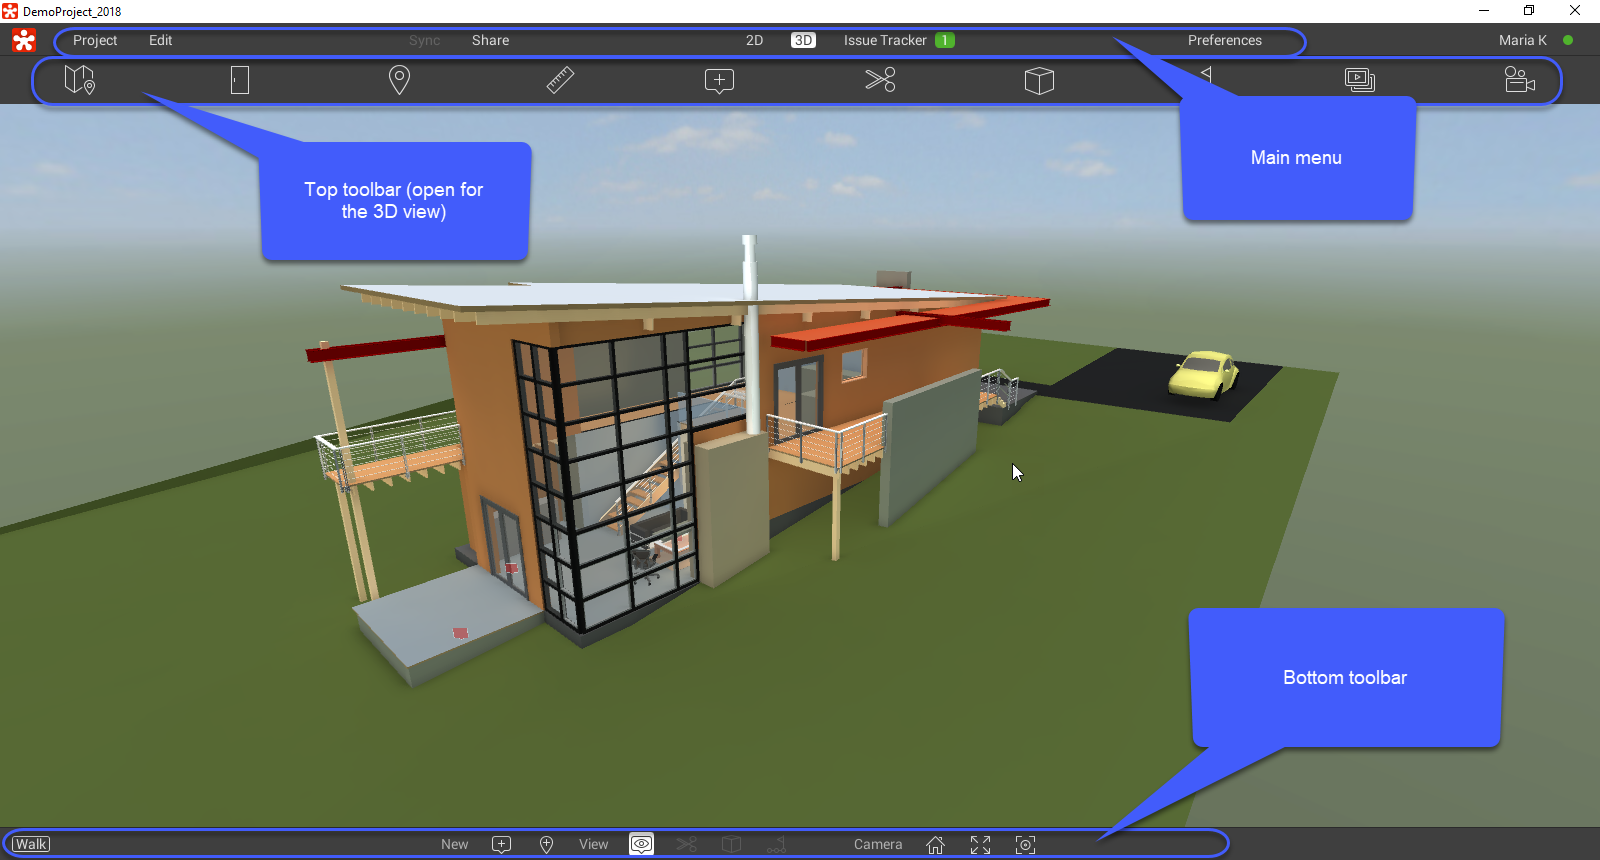 DemoProject_2018
Project Edit Sync Share 2D 3D Issue Tracker 1 Preferences Maria K
Main menu
Top toolbar (open for
the 3D view)
Bottom toolbar
Walk New View Camera